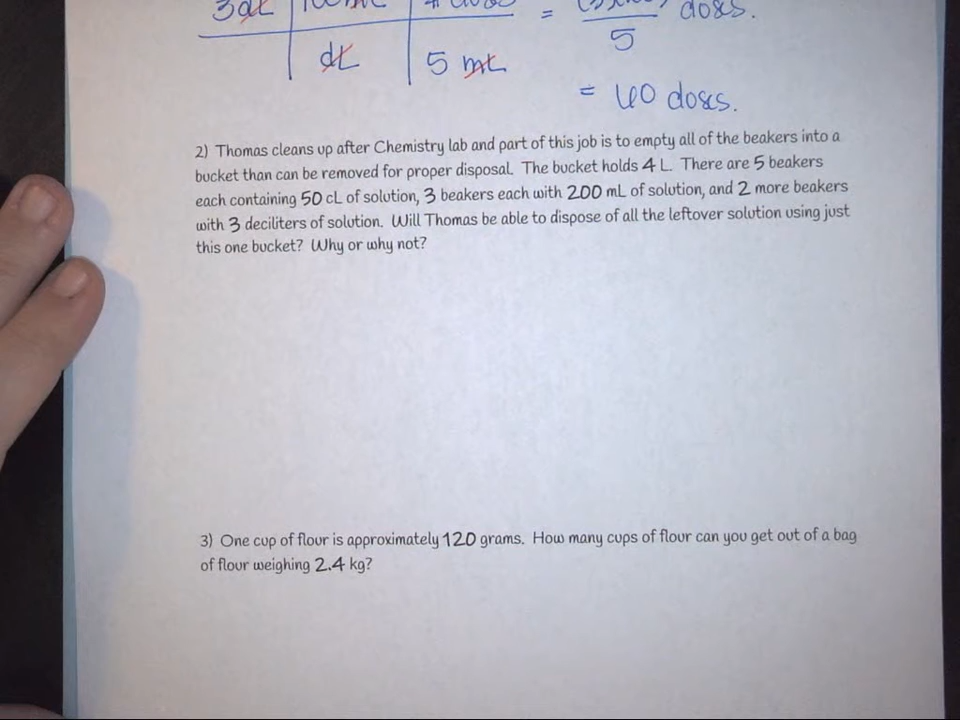 3dL
= doses.
5
dL 5 mL
= 60 doses.
2) Thomas cleans up after Chemistry lab and part of this job is to empty all of the beakers into a
bucket than can be removed for proper disposal. The bucket holds 4 L. There are 5 beakers
each containing 50 cL of solution, 3 beakers each with 200 mL of solution, and 2 more beakers
with 3 deciliters of solution. Will Thomas be able to dispose of all the leftover solution using just
this one bucket? Why or why not?
3) One cup of flour is approximately 120 grams. How many cups of flour can you get out of a bag
of flour weighing 2.4 kg?